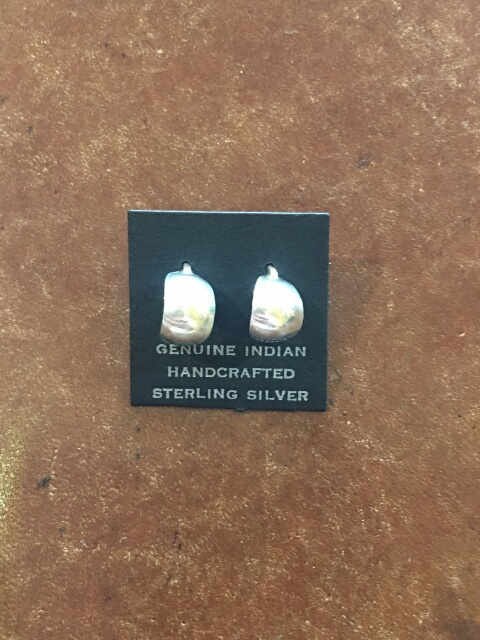 GENUINE INDIAN
HANDCRAFTED
STERLING SILVER